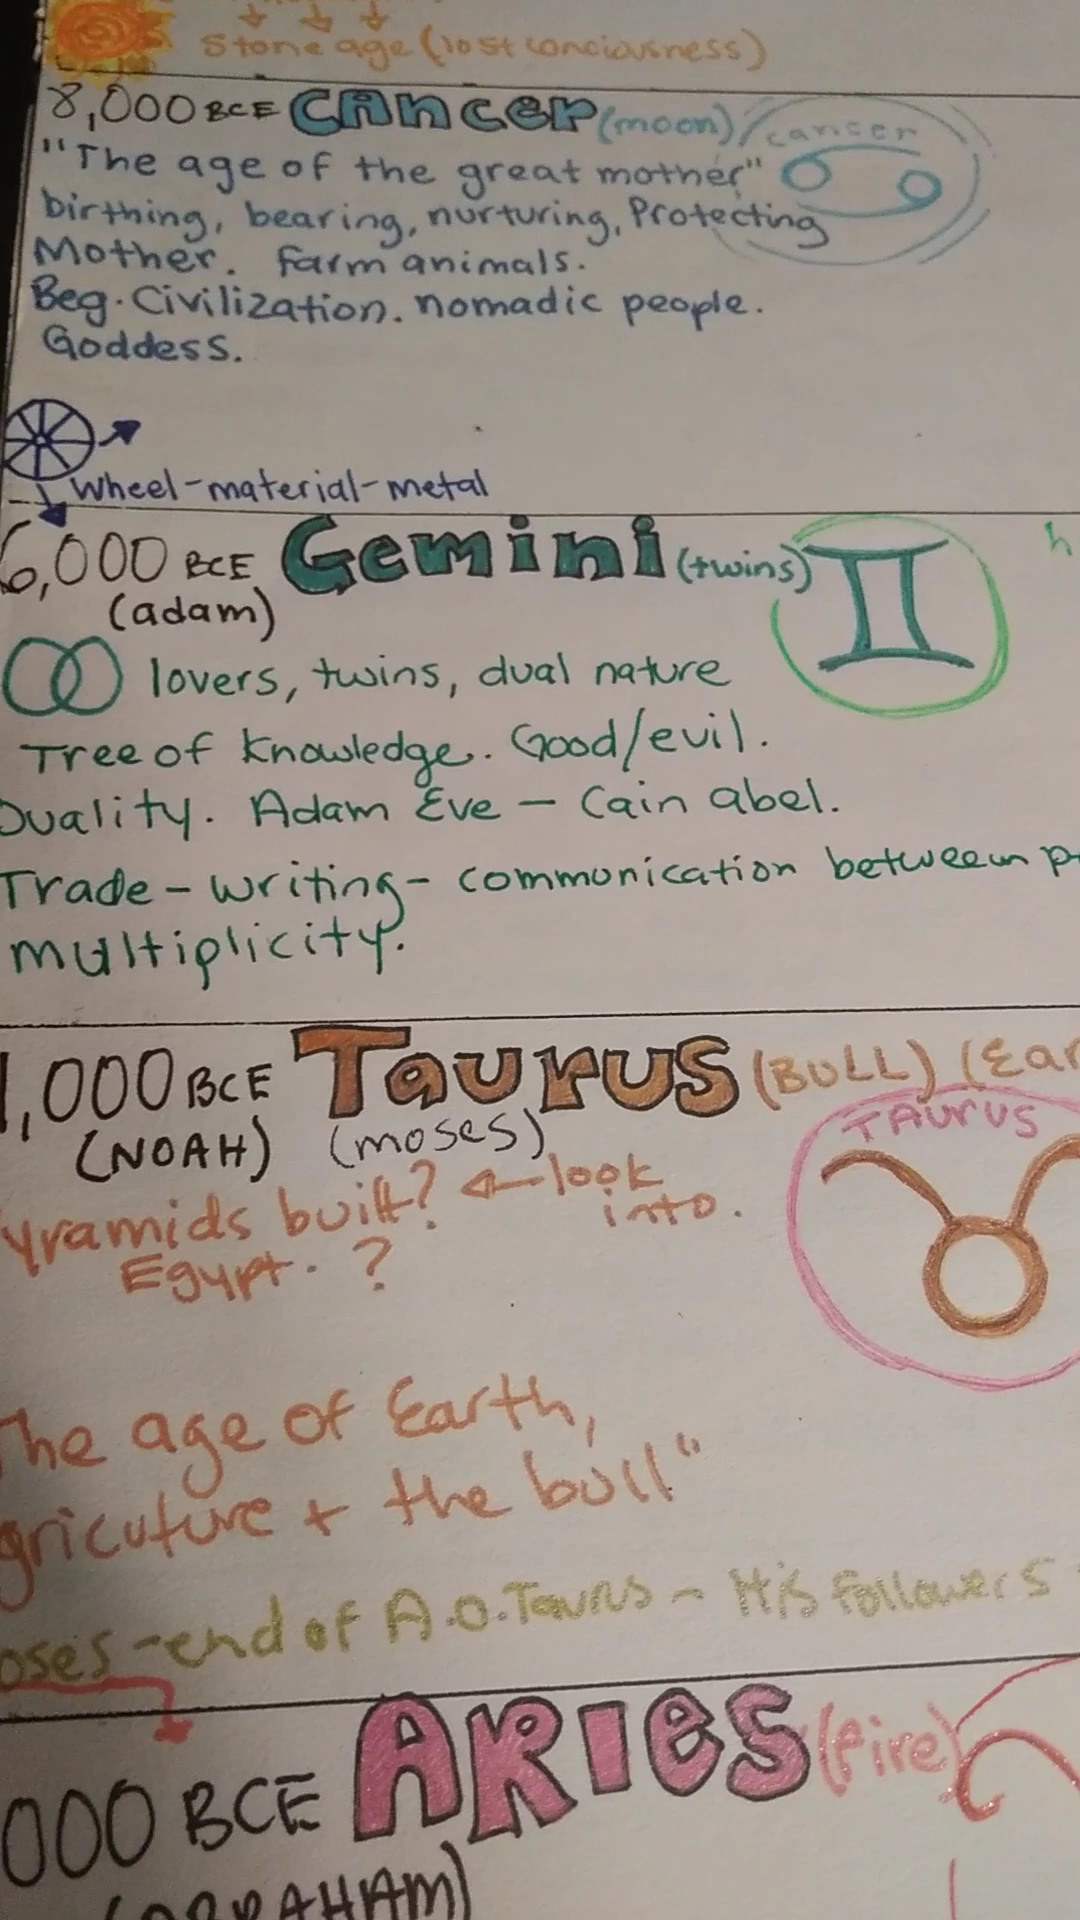 Stone age (lost conciousness)
8,000 BCE Cancer (moon) cancer
"The age of the great mother"
birthing, bearing, nurturing, Protecting
Mother. farm animals.
Beg. Civilization. nomadic people.
Goddess.
Wheel-material-metal
6,000 BCE Gemini (twins)
(adam)
lovers, twins, dual nature
Tree of Knowledge. Good/evil.
Duality. Adam Eve - Cain abel.
Trade - writing - communication between
multiplicity.
,000 BCE Taurus (BULL) (Ear
(NOAH) (moses) TAURUS
yramids built? ← look
into.
Egypt. ?
The age of Earth,
gricuture + the bull"
oses - end of A.O. Taurus - His followers
000 BCE ARIES (fire)
RAHAM)